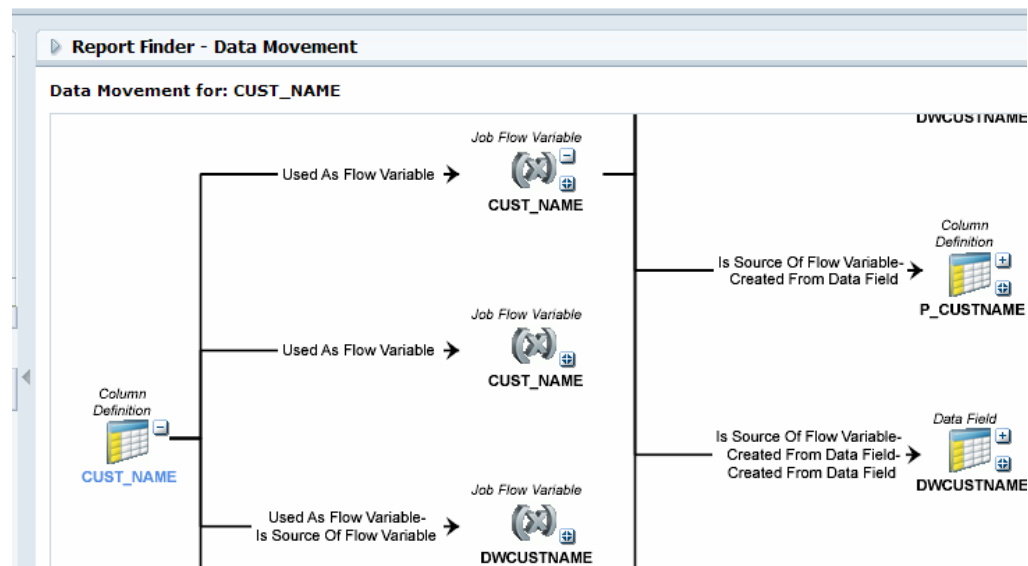 Report Finder - Data Movement
Data Movement for: CUST_NAME
DWCUSTNAME
Job Flow Variable
Used As Flow Variable
CUST_NAME
Column
Definition
Is Source Of Flow Variable-
Created From Data Field
P_CUSTNAME
Job Flow Variable
Used As Flow Variable
CUST_NAME
Column
Definition
CUST_NAME
Data Field
Is Source Of Flow Variable-
Created From Data Field-
Created From Data Field
DWCUSTNAME
Job Flow Variable
Used As Flow Variable-
Is Source Of Flow Variable
DWCUSTNAME